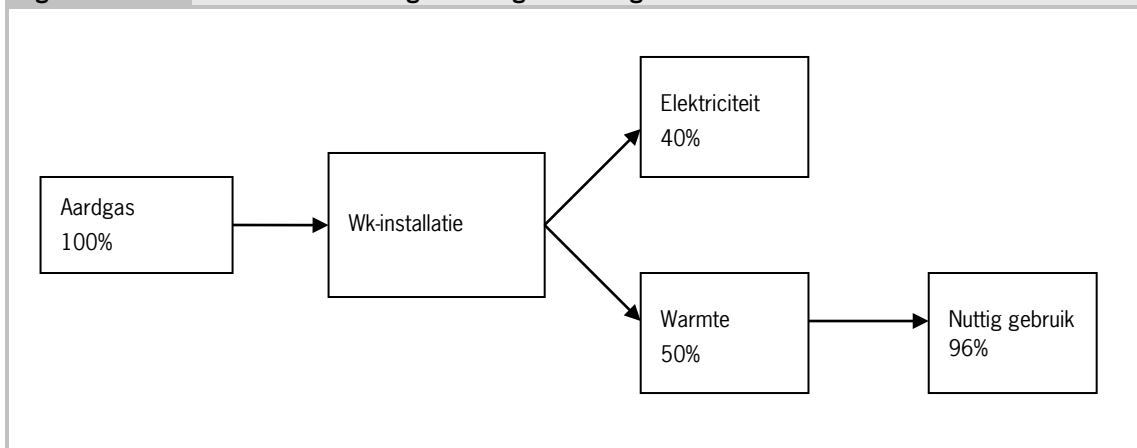 Aardgas
100%
Wk-installatie
Elektriciteit
40%
Warmte
50%
Nuttig gebruik
96%